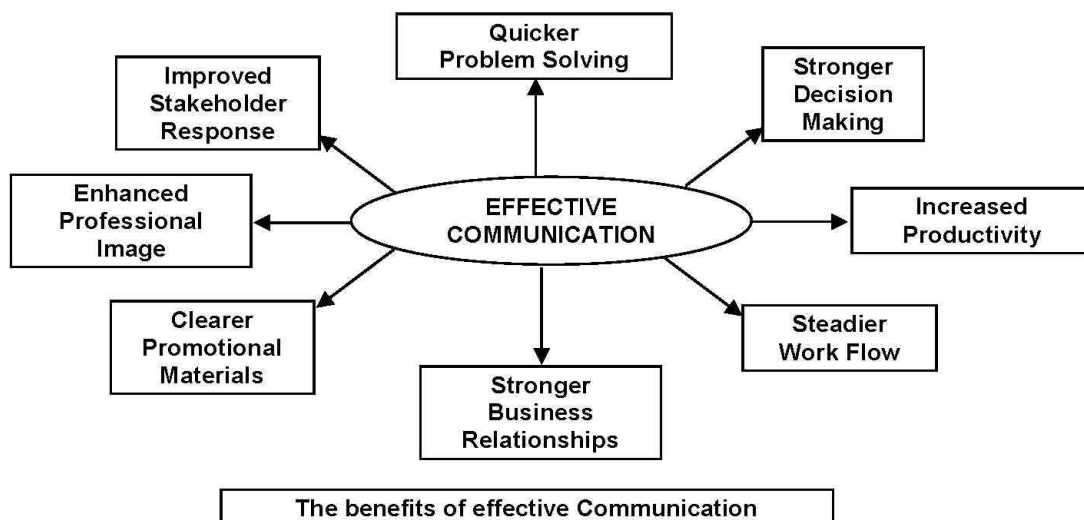 Quicker
Problem Solving
Improved
Stakeholder
Response
Stronger
Decision
Making
Enhanced
Professional
Image
EFFECTIVE
COMMUNICATION
Increased
Productivity
Clearer
Promotional
Materials
Stronger
Business
Relationships
Steadier
Work Flow
The benefits of effective Communication